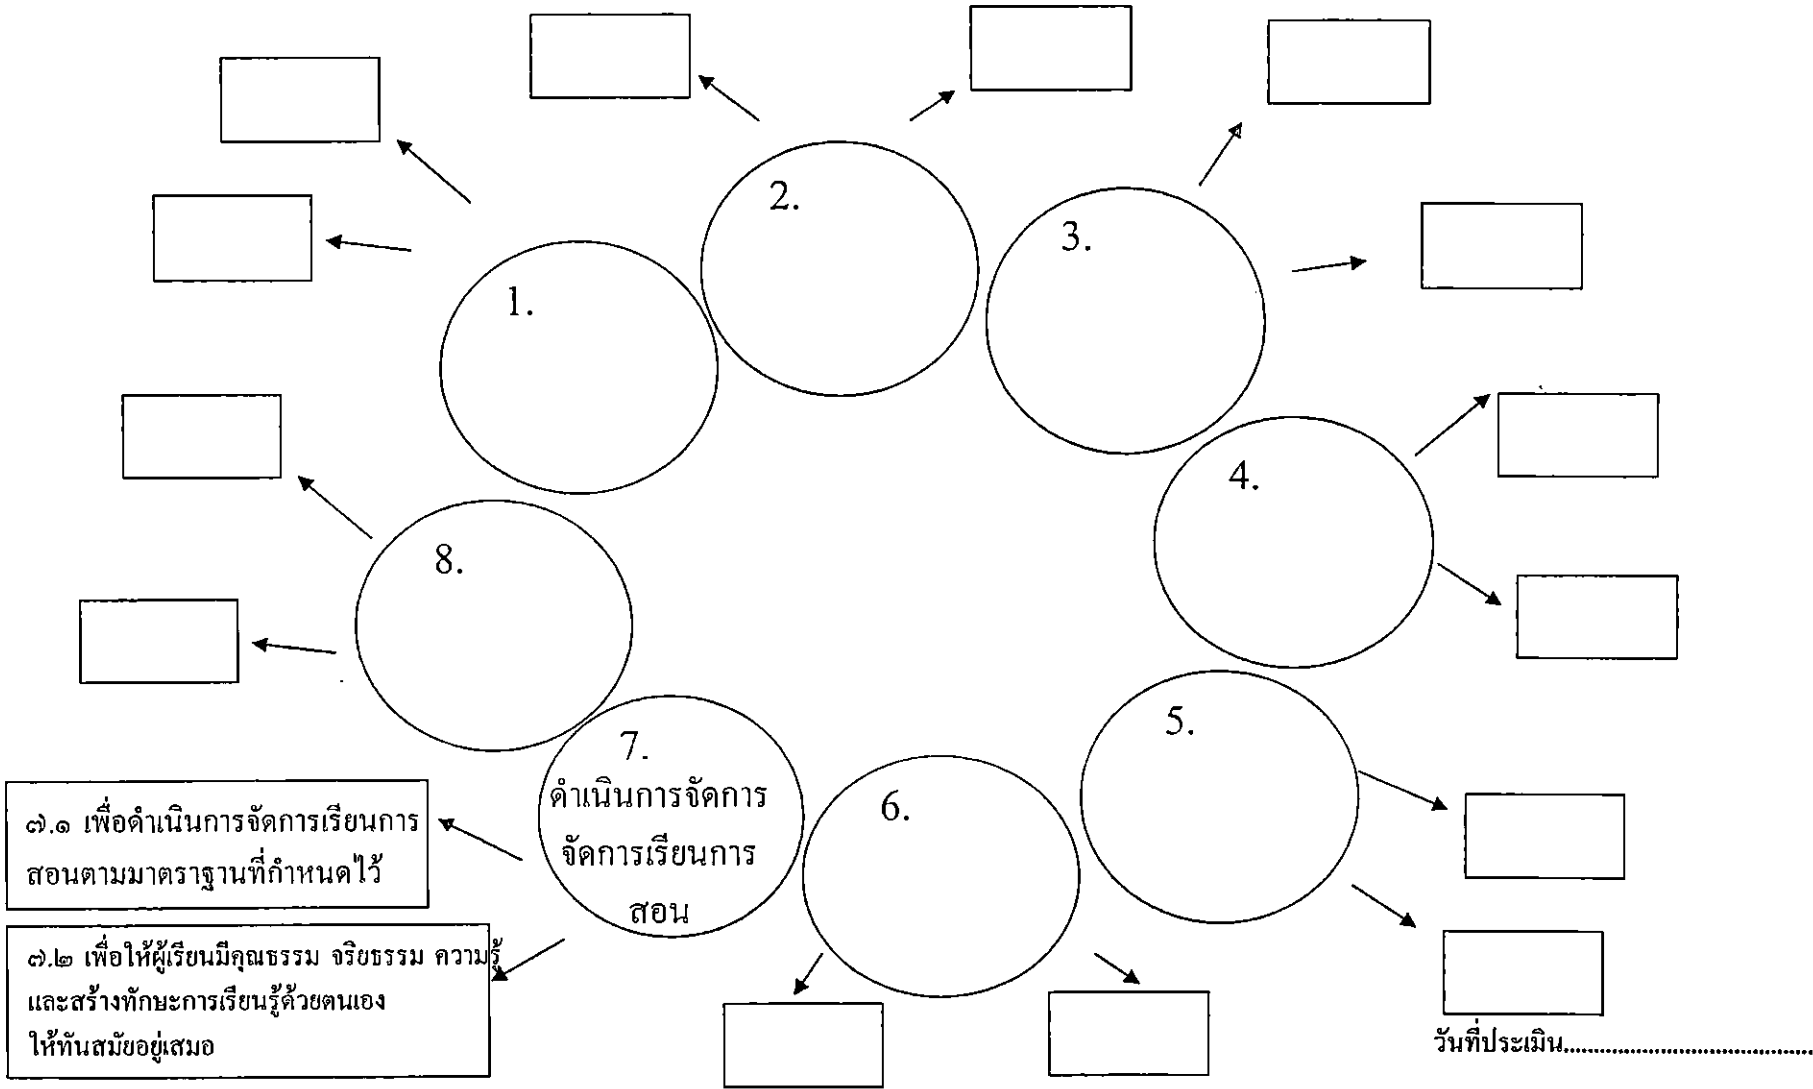 2.
3.
1.
4.
8.
5.
7.
ดำเนินการจัดการ
จัดการเรียนการ
สอน
6.
๗.๑ เพื่อดำเนินการจัดการเรียนการ
สอนตามมาตราฐานที่กำหนดไว้
๗.๒ เพื่อให้ผู้เรียนมีคุณธรรม จริยธรรม ความรู้
และสร้างทักษะการเรียนรู้ด้วยตนเอง
ให้ทันสมัยอยู่เสมอ
วันที่ประเมิน.......................................